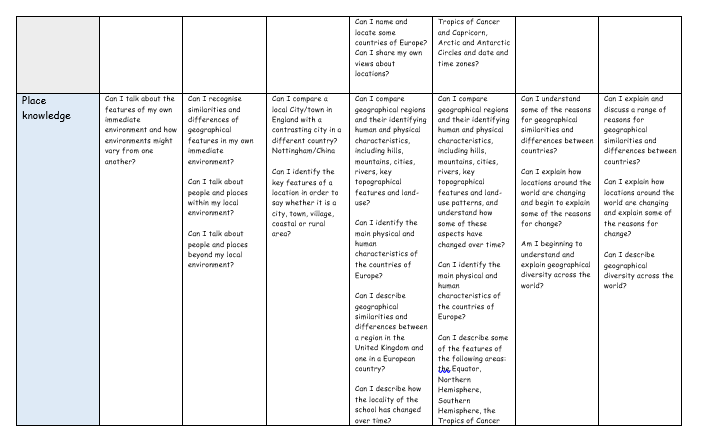 Can I name and
locate some
countries of Europe?
Can I share my own
views about
locations?
Tropics of Cancer
and Capricorn,
Arctic and Antarctic
Circles and date and
time zones?
Place
knowledge
Can I talk about the
features of my own
immediate
environment and how
environments might
vary from one
another?
Can I recognise
similarities and
differences of
geographical
features in my own
immediate
environment?
Can I talk about
people and places
within my local
environment?
Can I talk about
people and places
beyond my local
environment?
Can I compare a
local City/town in
England with a
contrasting city in a
different country?
Nottingham/China
Can I identify the
key features of a
location in order to
say whether it is a
city, town, village,
coastal or rural
area?
Can I compare
geographical regions
and their identifying
human and physical
characteristics,
including hills,
mountains, cities,
rivers, key
topographical
features and land-
use?
Can I identify the
main physical and
human
characteristics of
the countries of
Europe?
Can I describe
geographical
similarities and
differences between
a region in the
United Kingdom and
one in a European
country?
Can I describe how
the locality of the
school has changed
over time?
Can I compare
geographical regions
and their identifying
human and physical
characteristics,
including hills,
mountains, cities,
rivers, key
topographical
features and land-
use patterns, and
understand how
some of these
aspects have
changed over time?
Can I identify the
main physical and
human
characteristics of
the countries of
Europe?
Can I describe some
of the features of
the following areas:
the Equator,
Northern
Hemisphere,
Southern
Hemisphere, the
Tropics of Cancer
Can I understand
some of the reasons
for geographical
similarities and
differences between
countries?
Can I explain how
locations around the
world are changing
and begin to explain
some of the reasons
for change?
Am I beginning to
understand and
explain geographical
diversity across the
world?
Can I explain and
discuss a range of
reasons for
geographical
similarities and
differences between
countries?
Can I explain how
locations around the
world are changing
and explain some of
the reasons for
change?
Can I describe
geographical
diversity across the
world?